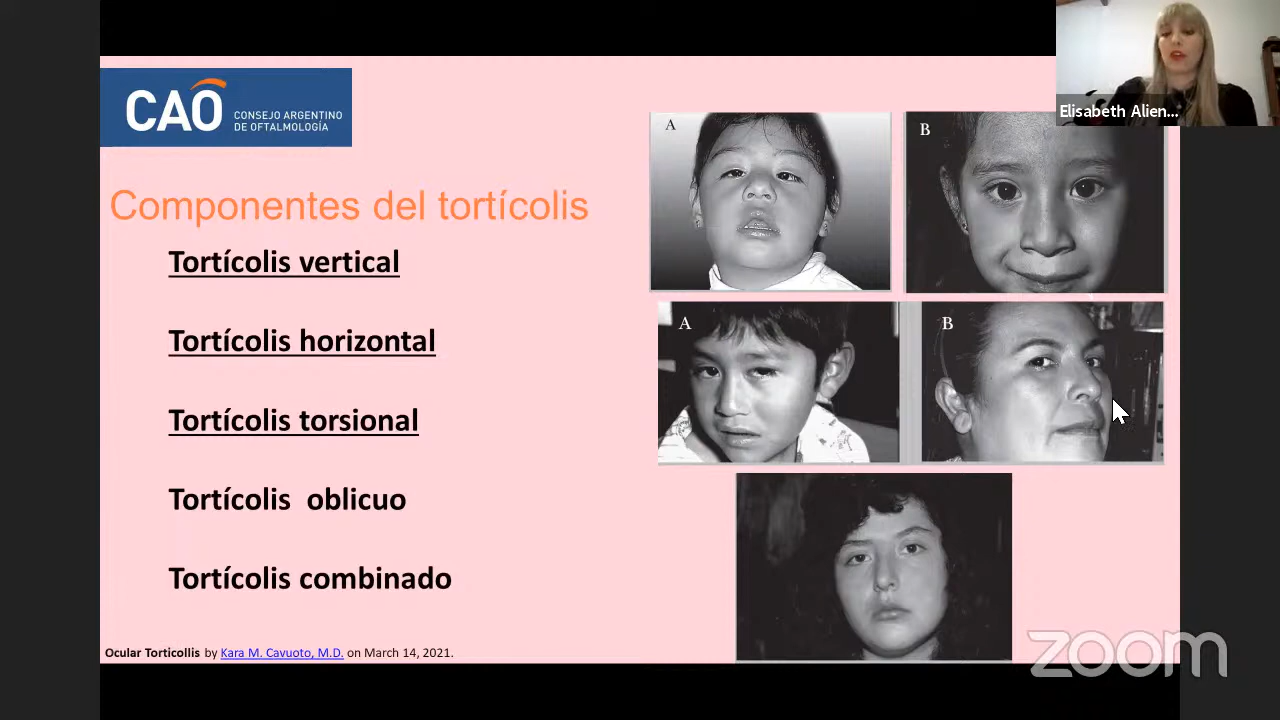 CAO CONSEJO ARGENTINO
DE OFTALMOLOGÍA
Elisabeth Alien...
A
B
Componentes del tortícolis
Tortícolis vertical
Tortícolis horizontal
A
B
Tortícolis torsional
Tortícolis oblicuo
Tortícolis combinado
Ocular Torticollis by Kara M. Cavuoto, M.D. on March 14, 2021.
zoom